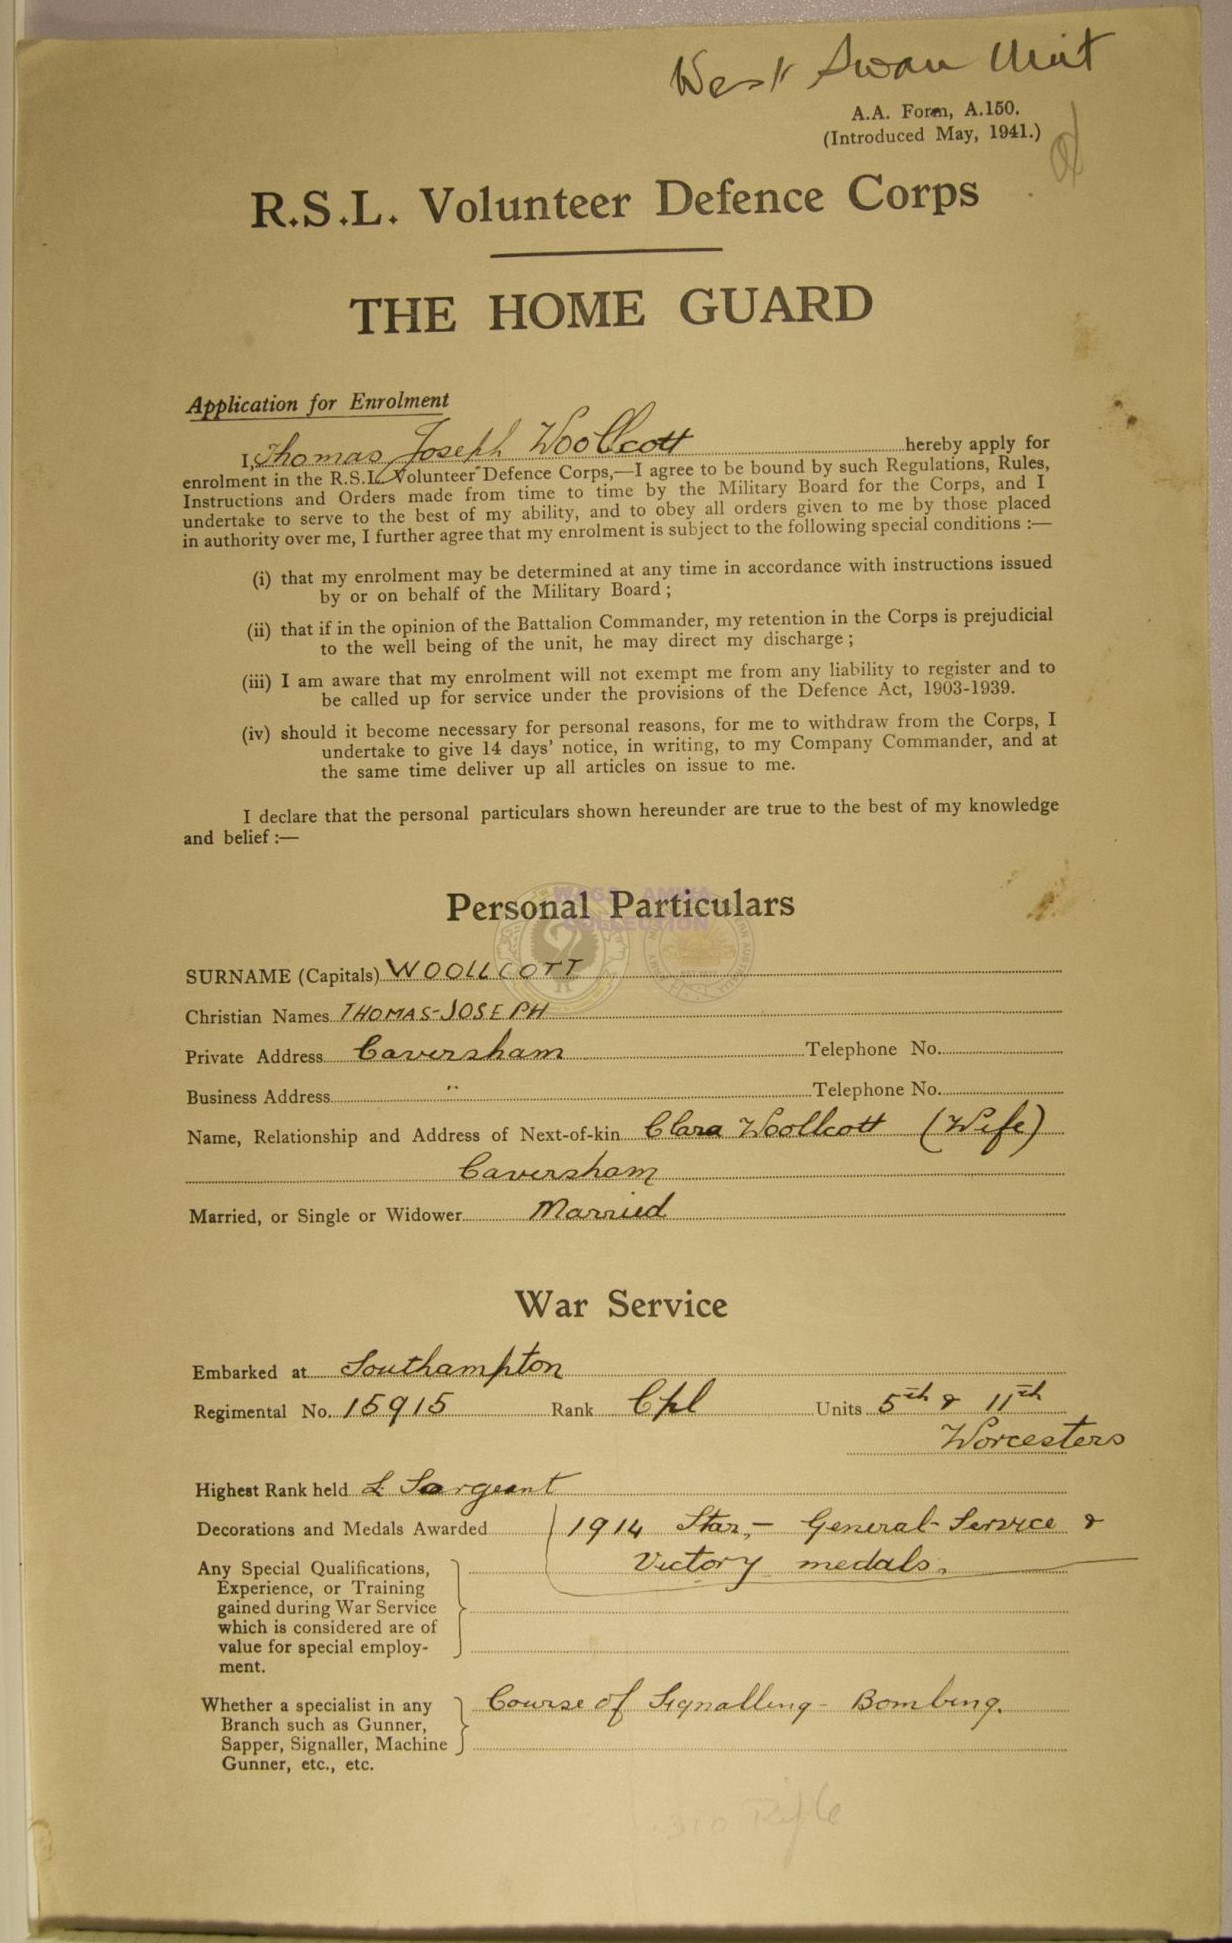 West Swan Unit
A.A. Form, A.150.
(Introduced May, 1941.)
R.S.L. Volunteer Defence Corps
THE HOME GUARD
Application for Enrolment
I, Thomas Joseph Woollcott hereby apply for
enrolment in the R.S.L. Volunteer Defence Corps,—I agree to be bound by such Regulations, Rules,
Instructions and Orders made from time to time by the Military Board for the Corps, and I
undertake to serve to the best of my ability, and to obey all orders given to me by those placed
in authority over me, I further agree that my enrolment is subject to the following special conditions :—
(i) that my enrolment may be determined at any time in accordance with instructions issued
by or on behalf of the Military Board ;
(ii) that if in the opinion of the Battalion Commander, my retention in the Corps is prejudicial
to the well being of the unit, he may direct my discharge ;
(iii) I am aware that my enrolment will not exempt me from any liability to register and to
be called up for service under the provisions of the Defence Act, 1903-1939.
(iv) should it become necessary for personal reasons, for me to withdraw from the Corps, I
undertake to give 14 days' notice, in writing, to my Company Commander, and at
the same time deliver up all articles on issue to me.
I declare that the personal particulars shown hereunder are true to the best of my knowledge
and belief :—
WAGS AMWA
COLLECTION
Personal Particulars
SURNAME (Capitals) WOOLLCOTT
Christian Names THOMAS-JOSEPH
Private Address Caversham Telephone No.
Business Address " Telephone No.
Name, Relationship and Address of Next-of-kin Clara Woollcott (Wife)
Caversham
Married, or Single or Widower Married
War Service
Embarked at Southampton
Regimental No. 15915 Rank Cpl Units 5th & 11th
Worcesters
Highest Rank held L Sargeant
Decorations and Medals Awarded 1914 Star,- General-Service &
Victory medals.
Any Special Qualifications,
Experience, or Training
gained during War Service
which is considered are of
value for special employ-
ment.
Whether a specialist in any Course of Signalling - Bombing.
Branch such as Gunner,
Sapper, Signaller, Machine
Gunner, etc., etc.
.310 Rifle